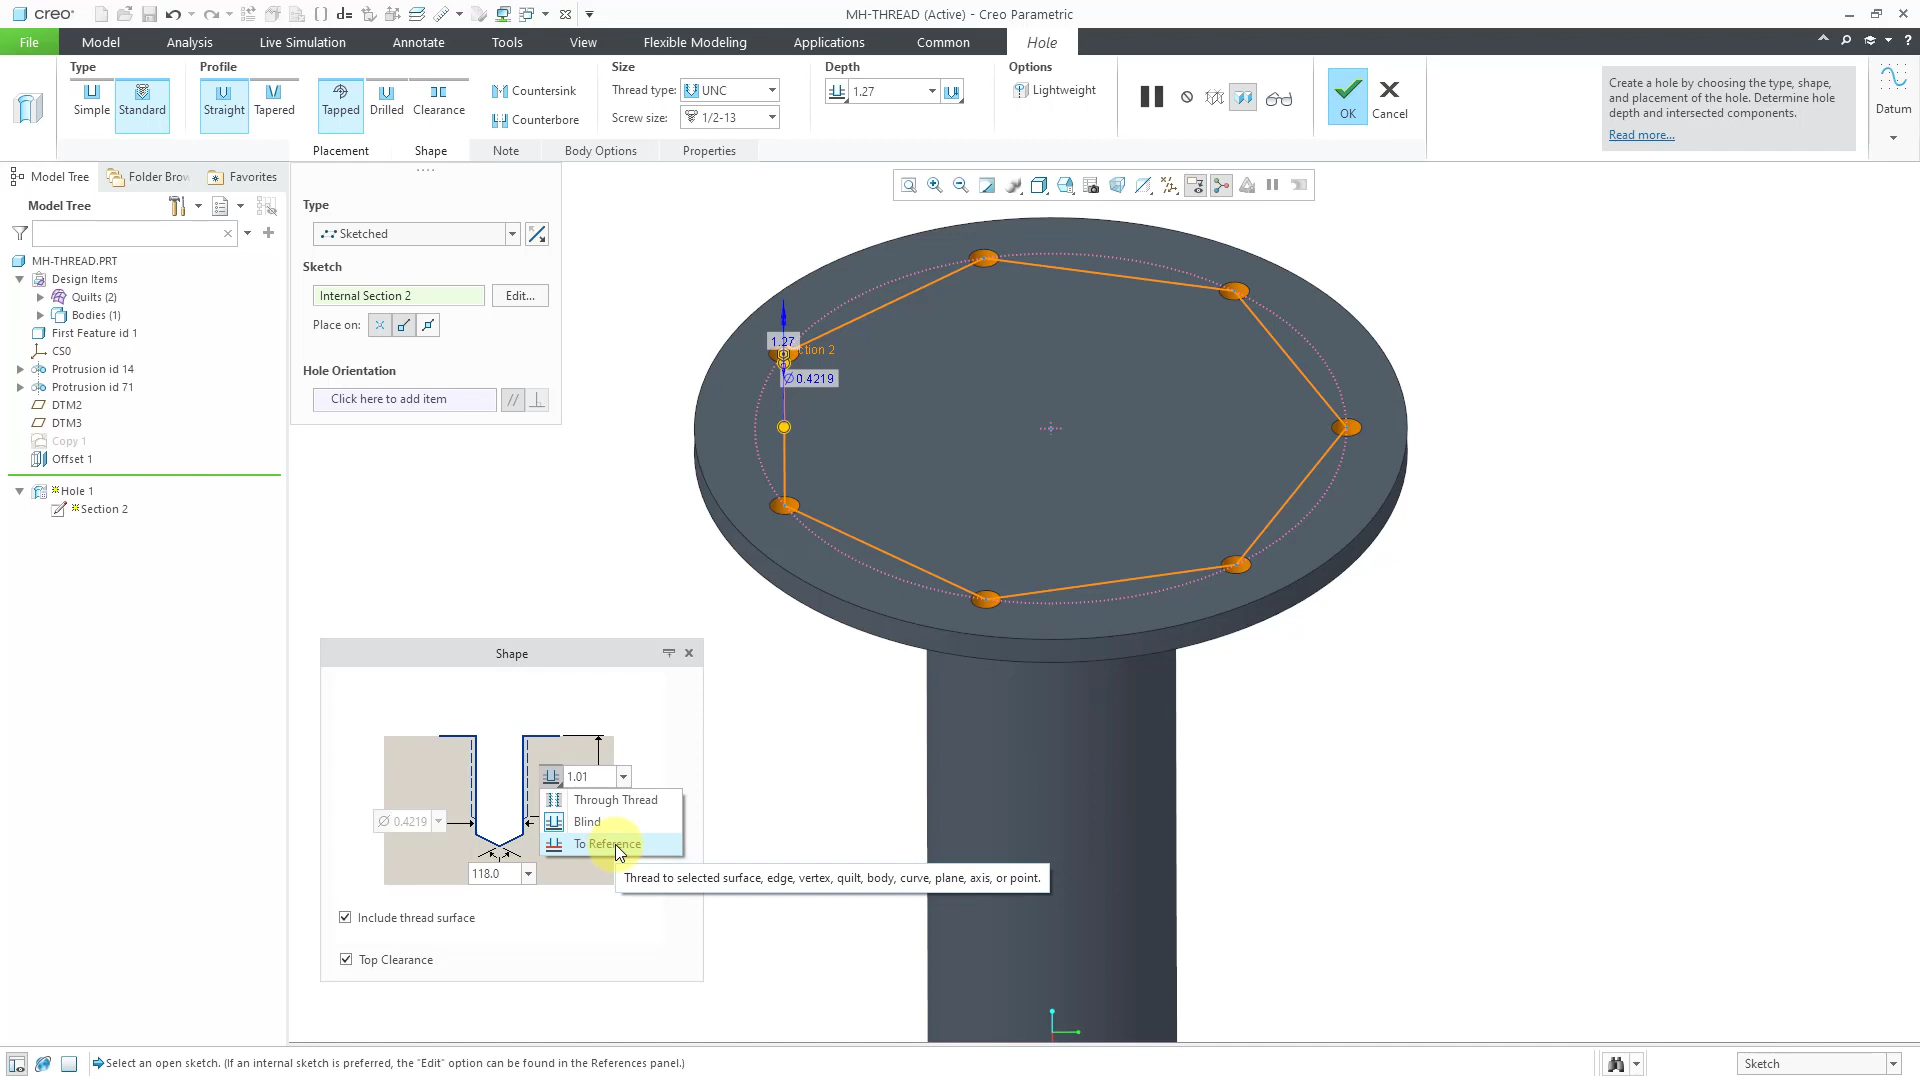 creo
MH-THREAD (Active) - Creo Parametric
File
Model
Analysis
Live Simulation
Annotate
Tools
View
Flexible Modeling
Applications
Common
Hole
Type
Profile
Size
Depth
Options
Simple
Standard
Straight
Tapered
Tapped
Drilled
Clearance
Countersink
Counterbore
Thread type:
UNC
Screw size:
1/2-13
1.27
Lightweight
OK
Cancel
Create a hole by choosing the type, shape,
and placement of the hole. Determine hole
depth and intersected components.
Read more...
Datum
Placement
Shape
Note
Body Options
Properties
Model Tree
Folder Brow
Favorites
Model Tree
MH-THREAD.PRT
Design Items
Quilts (2)
Bodies (1)
First Feature id 1
CS0
Protrusion id 14
Protrusion id 71
DTM2
DTM3
Copy 1
Offset 1
Hole 1
Section 2
Type
Sketched
Sketch
Internal Section 2
Edit...
Place on:
Hole Orientation
Click here to add item
1.27
ction 2
Ø0.4219
Shape
1.01
Through Thread
Blind
To Reference
Ø 0.4219
118.0
Thread to selected surface, edge, vertex, quilt, body, curve, plane, axis, or point.
Include thread surface
Top Clearance
Select an open sketch. (If an internal sketch is preferred, the "Edit" option can be found in the References panel.)
Sketch